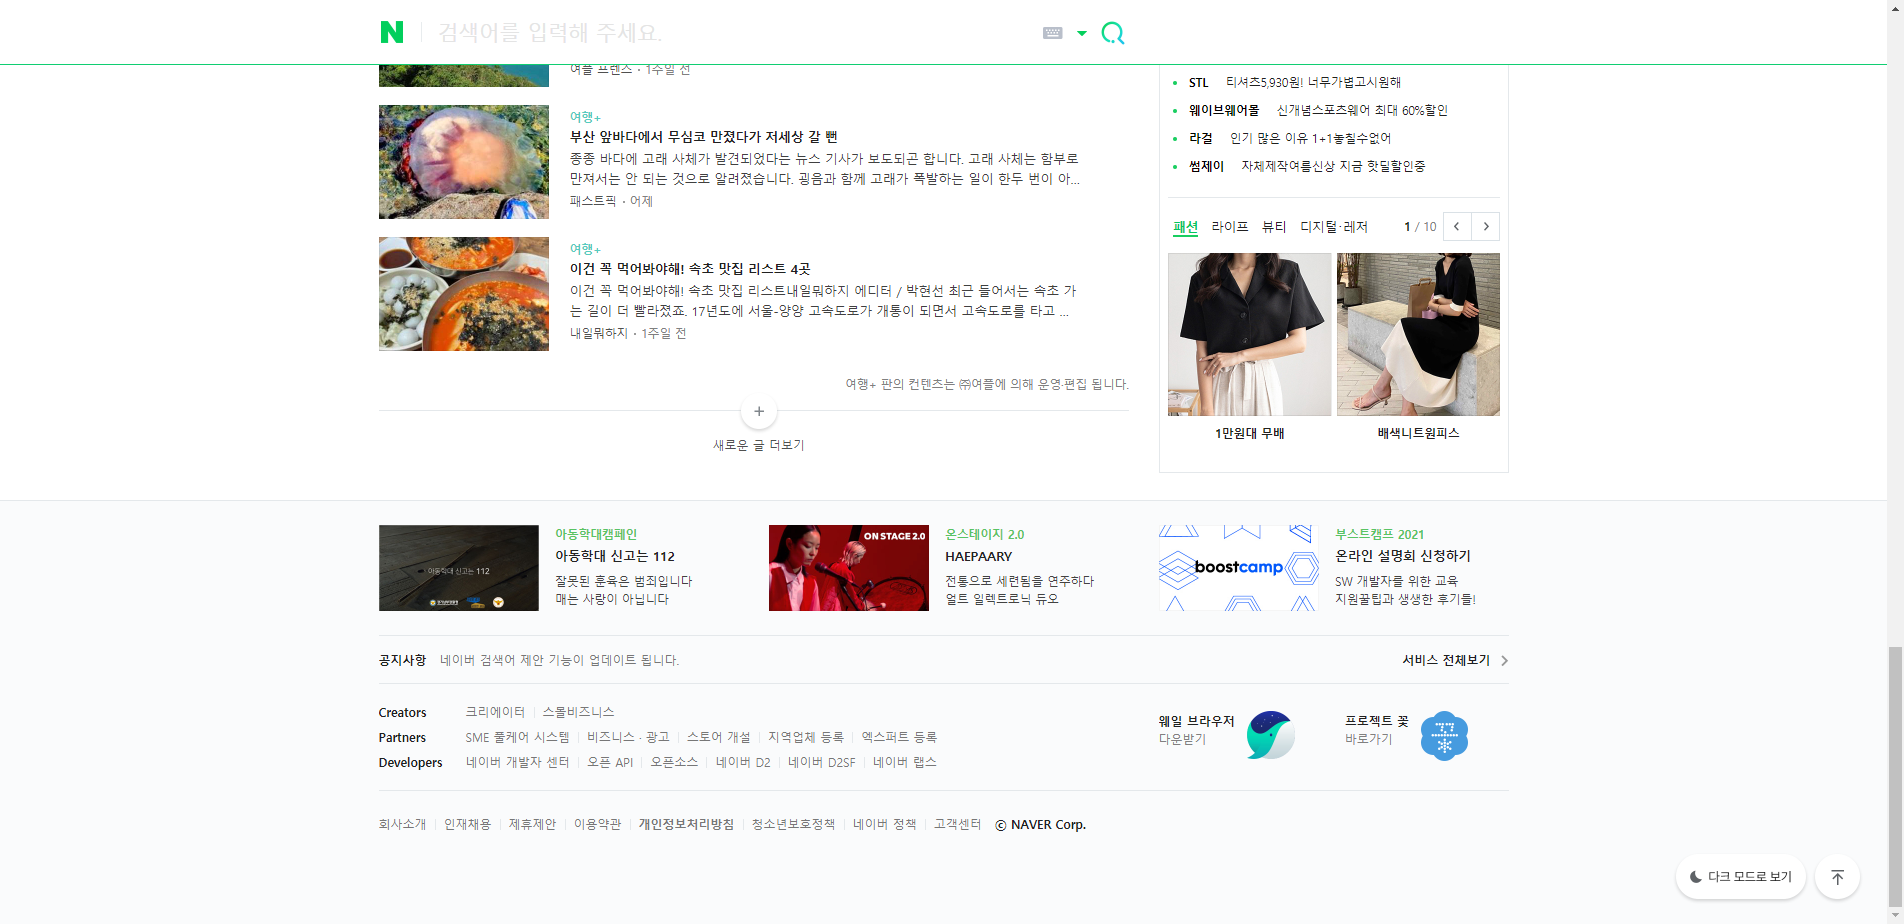 N
검색어를 입력해 주세요.
여플 프렌스 · 1주일 전
여행+
부산 앞바다에서 무심코 만졌다가 저세상 갈 뻔
종종 바다에 고래 사체가 발견되었다는 뉴스 기사가 보도되곤 합니다. 고래 사체는 함부로
만져서는 안 되는 것으로 알려졌습니다. 굉음과 함께 고래가 폭발하는 일이 한두 번이 아...
패스트픽 · 어제
여행+
이건 꼭 먹어봐야해! 속초 맛집 리스트 4곳
이건 꼭 먹어봐야해! 속초 맛집 리스트내일뭐하지 에디터 / 박현선 최근 들어서는 속초 가
는 길이 더 빨라졌죠. 17년도에 서울-양양 고속도로가 개통이 되면서 고속도로를 타고 ...
내일뭐하지 · 1주일 전
여행+ 판의 컨텐츠는 ㈜여플에 의해 운영·편집 됩니다.
+
새로운 글 더보기
STL 티셔츠5,930원! 너무가볍고시원해
웨이브웨어몰 신개념스포츠웨어 최대 60%할인
라걸 인기 많은 이유 1+1놓칠수없어
썸제이 자체제작여름신상 지금 핫딜할인중
패션 라이프 뷰티 디지털·레저 1 / 10
1만원대 무배
배색니트원피스
아동학대 신고는 112
아동학대캠페인
아동학대 신고는 112
잘못된 훈육은 범죄입니다
매는 사랑이 아닙니다
ON STAGE 2.0
온스테이지 2.0
HAEPAARY
전통으로 세련됨을 연주하다
얼트 일렉트로닉 듀오
boostcamp
부스트캠프 2021
온라인 설명회 신청하기
SW 개발자를 위한 교육
지원꿀팁과 생생한 후기들!
공지사항 네이버 검색어 제안 기능이 업데이트 됩니다.
서비스 전체보기
Creators 크리에이터 스몰비즈니스
Partners SME 풀케어 시스템 비즈니스 · 광고 스토어 개설 지역업체 등록 엑스퍼트 등록
Developers 네이버 개발자 센터 오픈 API 오픈소스 네이버 D2 네이버 D2SF 네이버 랩스
웨일 브라우저
다운받기
프로젝트 꽃
바로가기
회사소개 인재채용 제휴제안 이용약관 개인정보처리방침 청소년보호정책 네이버 정책 고객센터 ⓒ NAVER Corp.
다크 모드로 보기